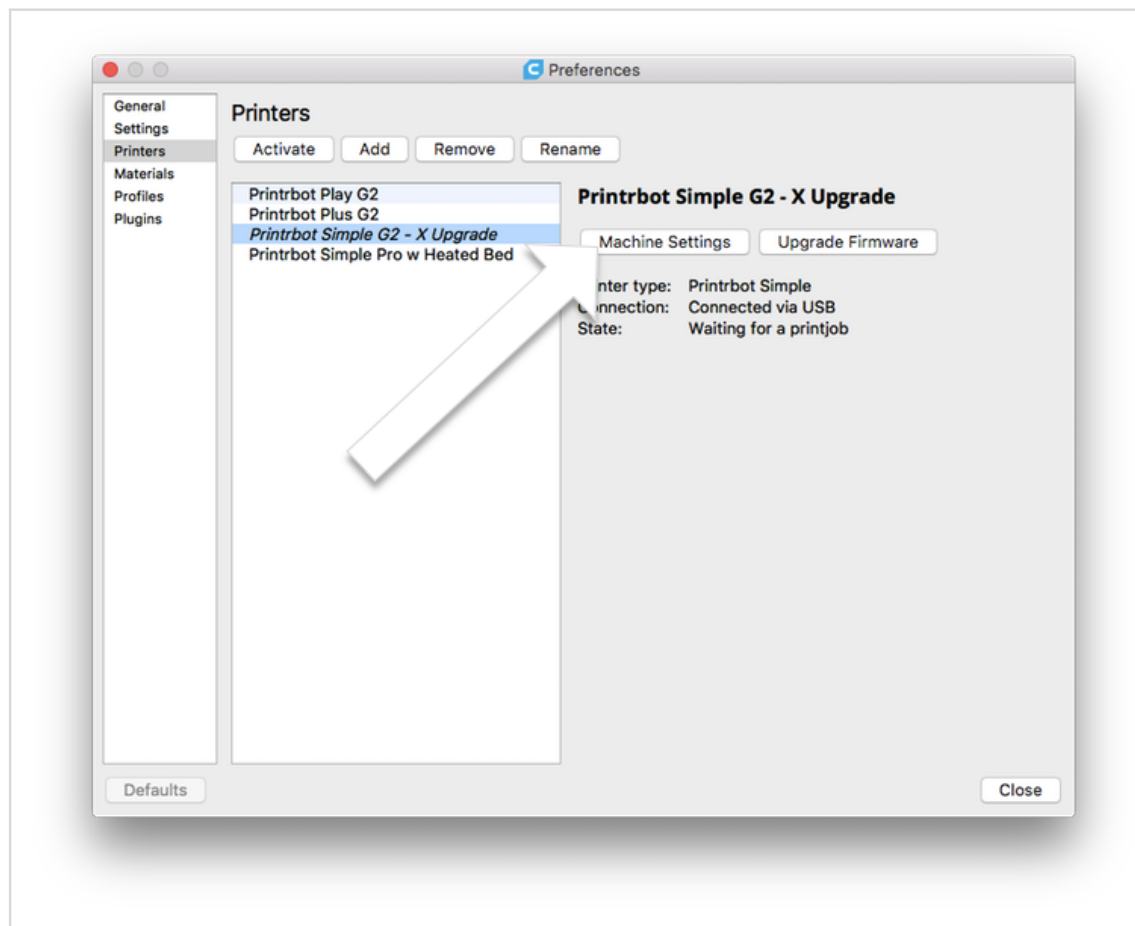 Preferences
General
Settings
Printers
Materials
Profiles
Plugins
Printers
Activate Add Remove Rename
Printrbot Play G2
Printrbot Plus G2
Printrbot Simple G2 - X Upgrade
Printrbot Simple Pro w Heated Bed
Printrbot Simple G2 - X Upgrade
Machine Settings Upgrade Firmware
type: Printrbot Simple
Connected via USB
State: Waiting for a printjob
Defaults Close